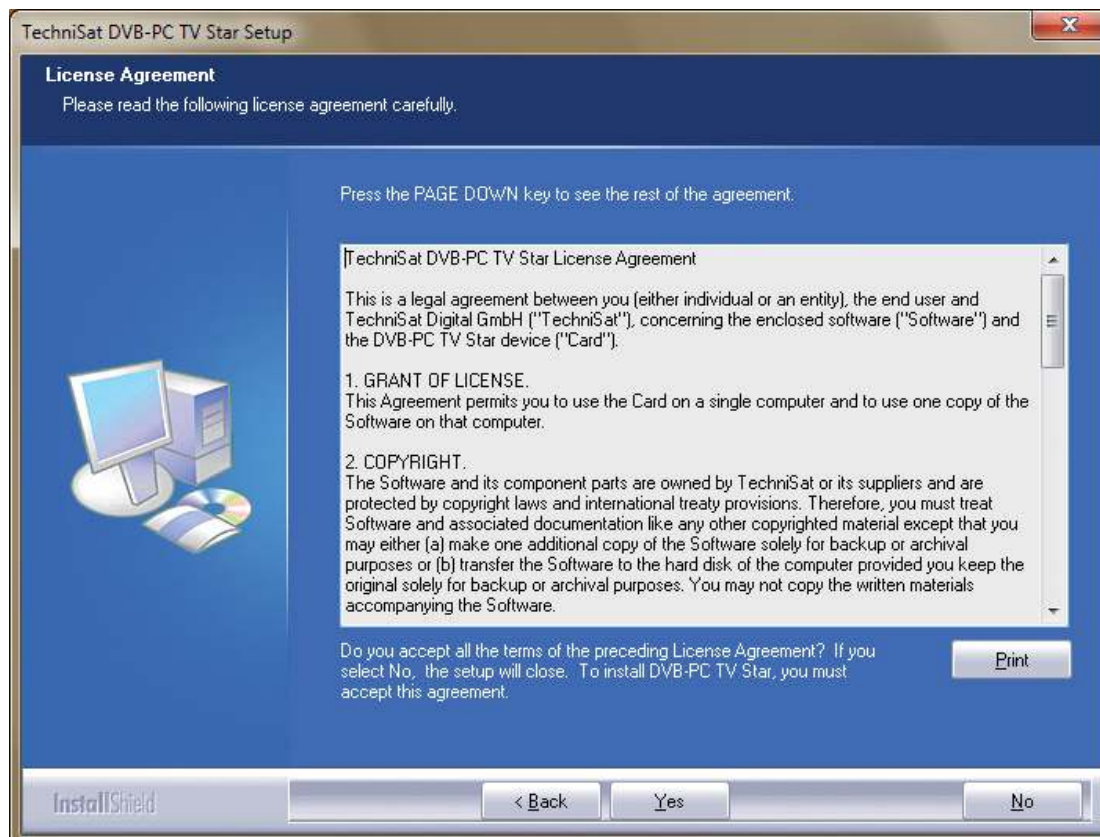 TechniSat DVB-PC TV Star Setup
License Agreement
Please read the following license agreement carefully.
Press the PAGE DOWN key to see the rest of the agreement.
TechniSat DVB-PC TV Star License Agreement
This is a legal agreement between you (either individual or an entity), the end user and
TechniSat Digital GmbH ("TechniSat"), concerning the enclosed software ("Software") and
the DVB-PC TV Star device ("Card").
1. GRANT OF LICENSE.
This Agreement permits you to use the Card on a single computer and to use one copy of the
Software on that computer.
2. COPYRIGHT.
The Software and its component parts are owned by TechniSat or its suppliers and are
protected by copyright laws and international treaty provisions. Therefore, you must treat
Software and associated documentation like any other copyrighted material except that you
may either (a) make one additional copy of the Software solely for backup or archival
purposes or (b) transfer the Software to the hard disk of the computer provided you keep the
original solely for backup or archival purposes. You may not copy the written materials
accompanying the Software.
Do you accept all the terms of the preceding License Agreement? If you
select No, the setup will close. To install DVB-PC TV Star, you must
accept this agreement.
Print
InstallShield
< Back
Yes
No